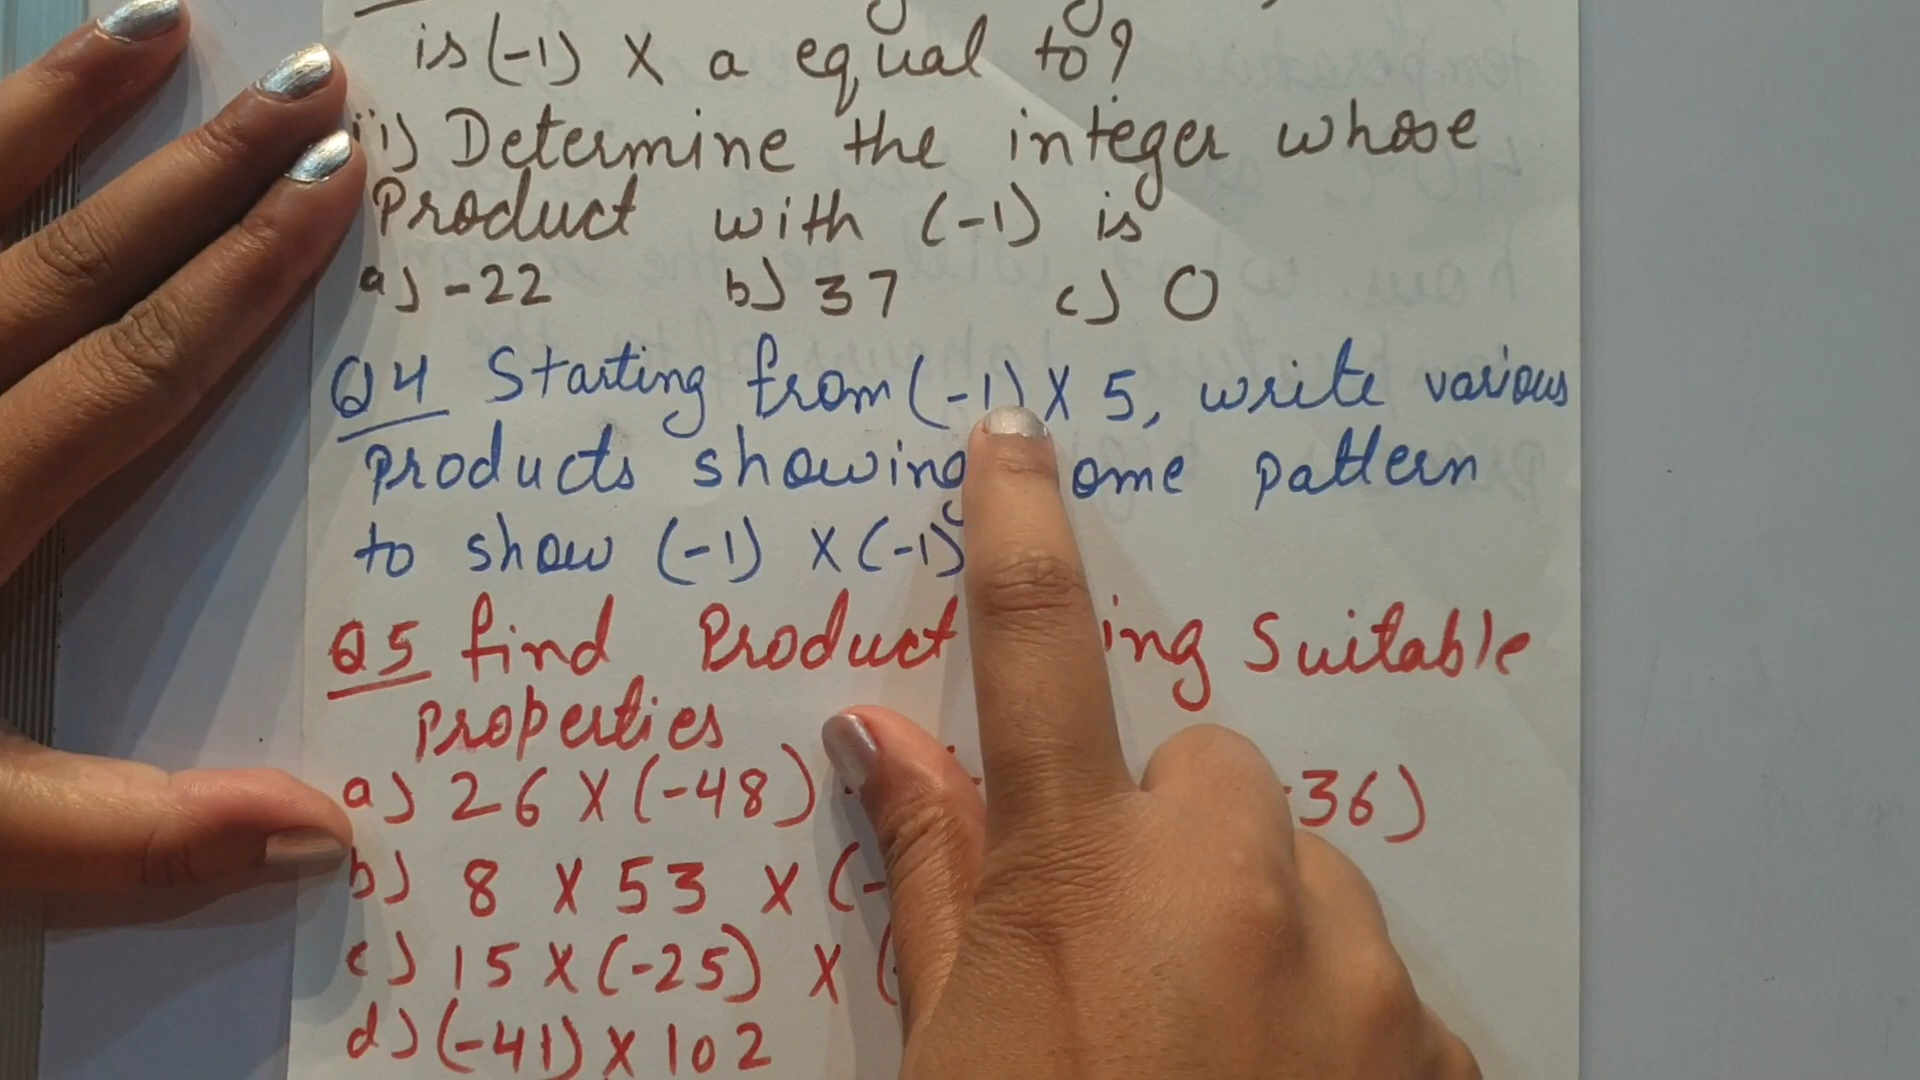 is (-1) X a equal to?
ii) Determine the integer whose
Product with (-1) is
a) -22 b) 37 c) 0
Q4 Starting from (-1) X 5, write various
products showing ome pattern
to show (-1) X (-1)
Q5 find Product ing Suitable
Properties
a) 26 X (-48) 36)
b) 8 X 53 X (-
c) 15 X (-25) X (
d) (-41) X 102